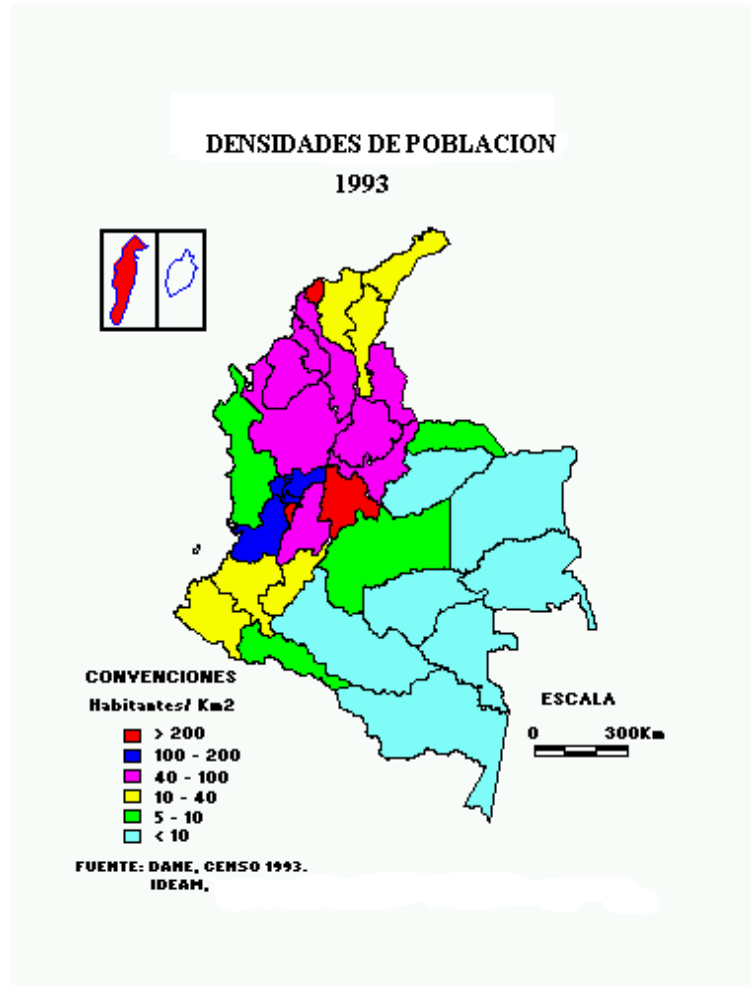 DENSIDADES DE POBLACION
1993
CONVENCIONES
Habitantes/ Km2
> 200
100 - 200
40 - 100
10 - 40
5 - 10
< 10
ESCALA
0 300Km
FUENTE: DANE, CENSO 1993.
IDEAM,